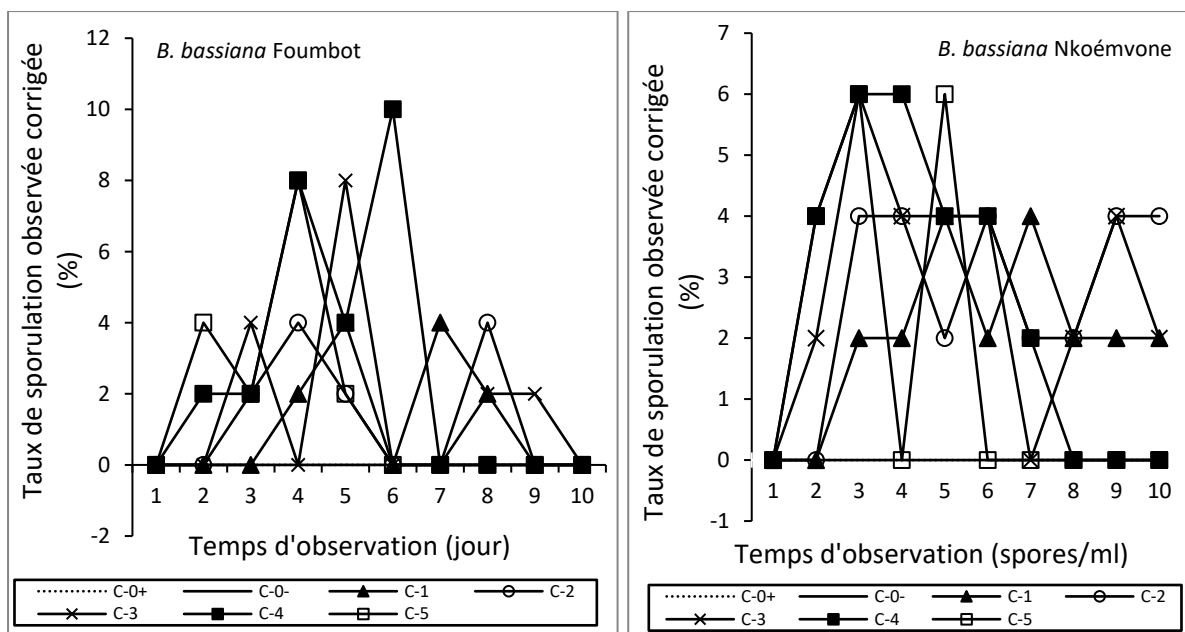 B. bassiana Foumbot
Taux de sporulation observée corrigée
(%)
12
10
8
6
4
2
0
-2
1 2 3 4 5 6 7 8 9 10
Temps d'observation (jour)
C-0+ C-0- C-1 C-2
C-3 C-4 C-5
B. bassiana Nkoémvone
Taux de sporulation observée corrigée
(%)
7
6
5
4
3
2
1
0
-1
1 2 3 4 5 6 7 8 9 10
Temps d'observation (spores/ml)
C-0+ C-0- C-1 C-2
C-3 C-4 C-5